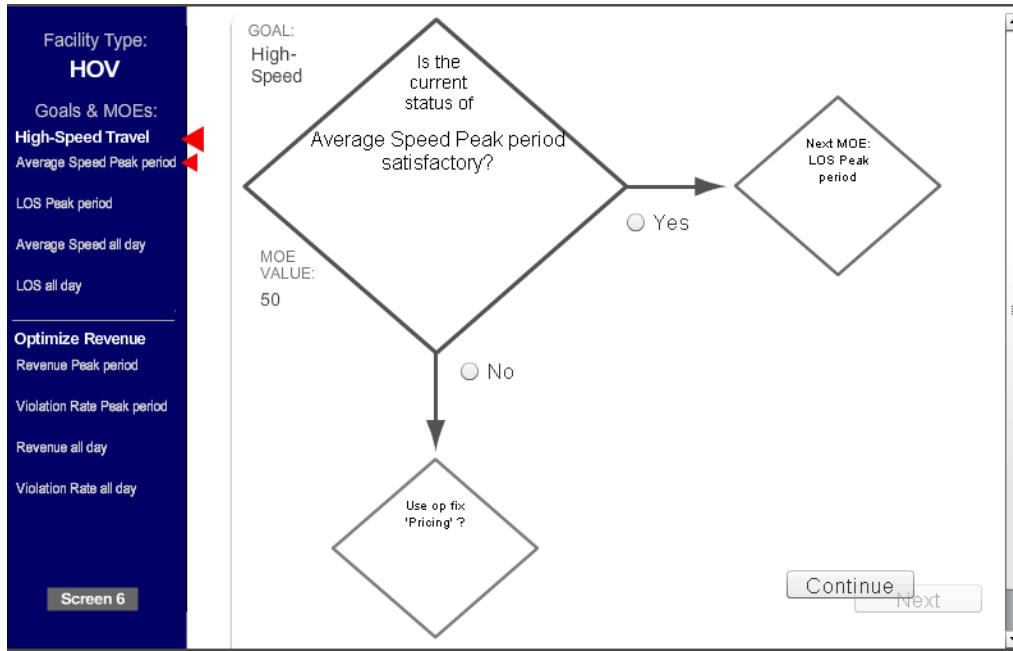 Facility Type:
HOV
Goals & MOEs:
High-Speed Travel
Average Speed Peak period
LOS Peak period
Average Speed all day
LOS all day
Optimize Revenue
Revenue Peak period
Violation Rate Peak period
Revenue all day
Violation Rate all day
Screen 6
GOAL:
High-
Speed
Is the
current
status of
Average Speed Peak period
satisfactory?
MOE
VALUE:
50
Yes
Next MOE:
LOS Peak
period
No
Use op fix
'Pricing' ?
Continue
Next